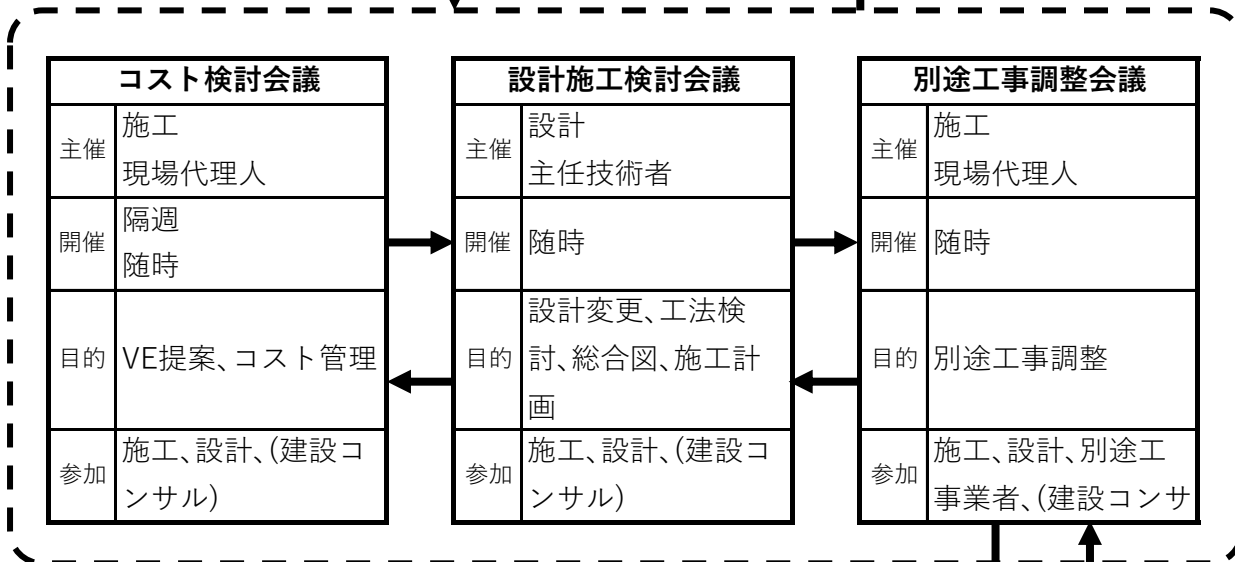 コスト検討会議
主催
施工
現場代理人
開催
隔週
随時
目的
VE提案、コスト管理
参加
施工、設計、(建設コ
ンサル)
設計施工検討会議
主催
設計
主任技術者
開催
随時
目的
設計変更、工法検
討、総合図、施工計
画
参加
施工、設計、(建設コ
ンサル)
別途工事調整会議
主催
施工
現場代理人
開催
随時
目的
別途工事調整
参加
施工、設計、別途工
事業者、(建設コンサ